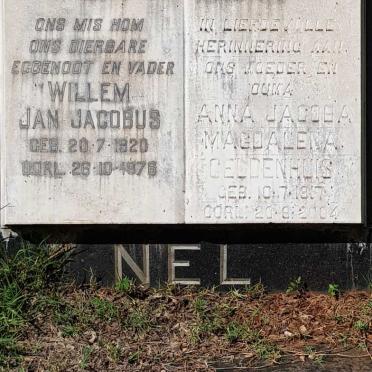 ONS MIS HOM
ONS DIERBARE
EGGENOOT EN VADER
WILLEM
JAN JACOBUS
GEB. 20·7·1920
OORL. 26·10·1976
IN LIEFDEVOLLE
HERINNERING AAN
ONS MOEDER EN
OUMA
ANNA JACOBA
MAGDALENA
GELDENHUIS
GEB. 10·7·1917
OORL. 20·8·2004
NEL